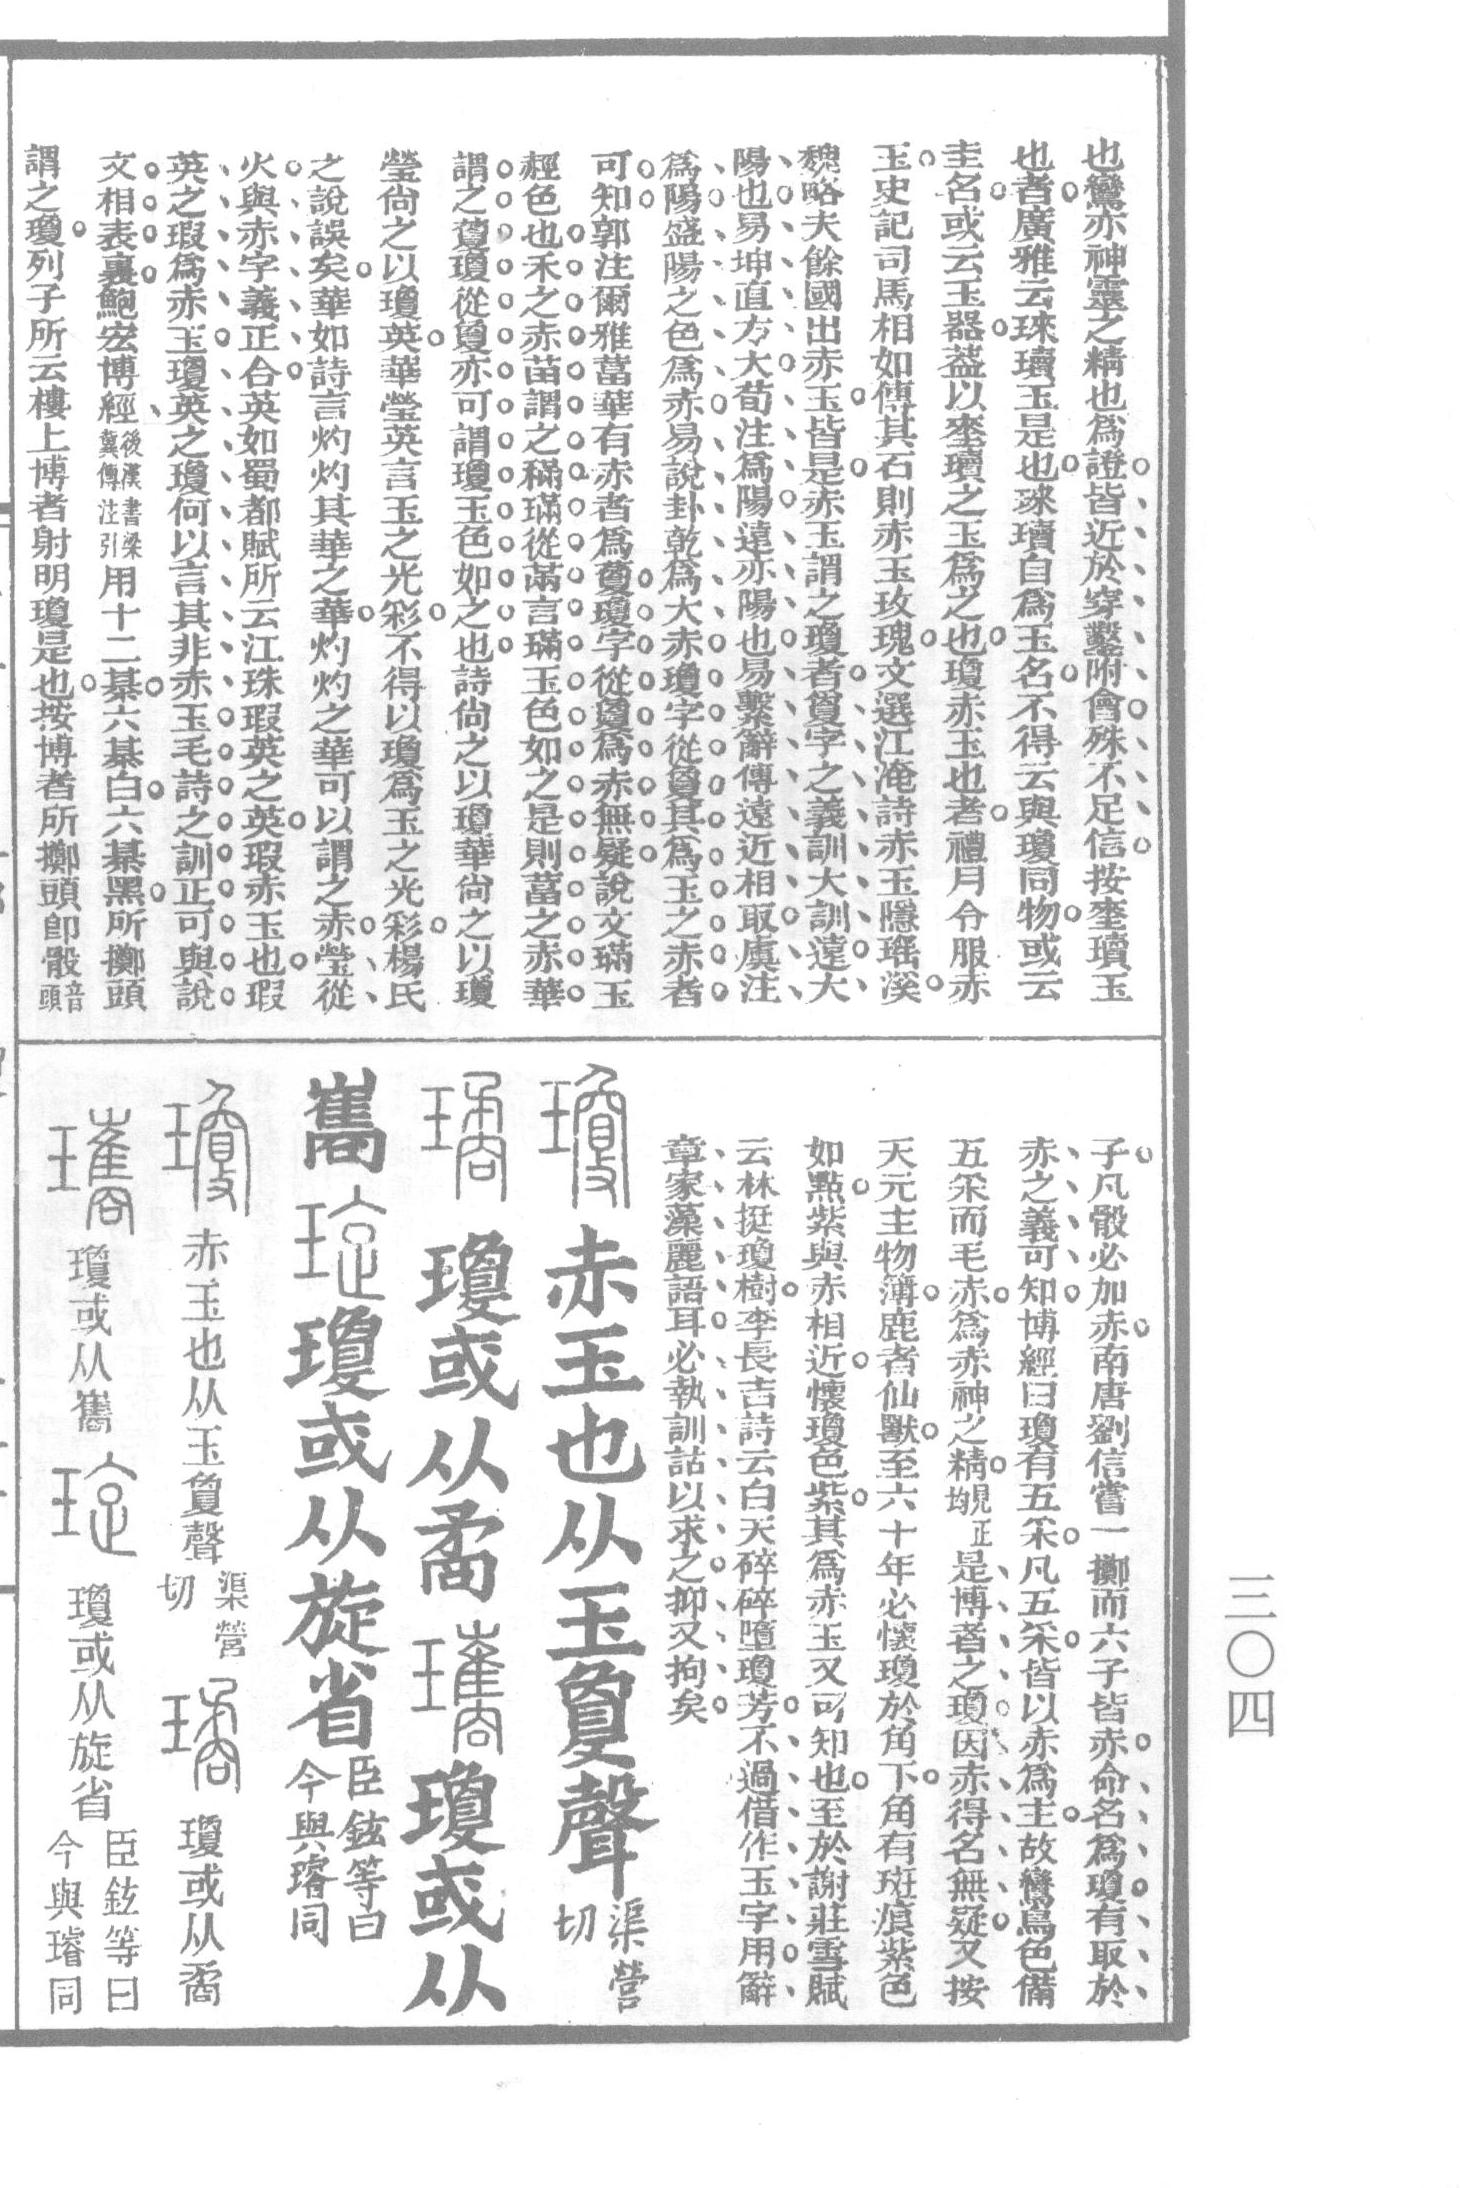 也鸞亦神靈之精也爲證皆近於穿鑿附會殊不足信按瓊玉
也者廣雅云琜瓄玉是也琜瓄自爲玉名不得云與瓊同物或云
圭名或云玉器葢以瓄之玉爲之也瓊赤玉也者禮月令服赤
玉史記司馬相如傳其石則赤玉玫瑰文選江淹詩赤玉隱瑤溪
魏略夫餘國出赤玉皆是赤玉謂之瓊者夐字之義訓大訓遠大
陽也易坤直方大荀注爲陽遠亦陽也易繫辭傳遠近相取虞注
爲陽盛陽之色爲赤易說卦乾爲大赤瓊字從夐其爲玉之赤者
可知郭注爾雅葍華有赤者爲藑瓊字從夐爲赤無疑說文璊玉
經色也禾之赤苗謂之䅼璊從㒼言璊玉色如之是則葍之赤華
謂之藑瓊從夐亦可謂瓊玉色如之也詩尙之以瓊華尙之以瓊
瑩尙之以瓊英華瑩英言玉之光彩不得以瓊爲玉之光彩楊氏
之說誤矣華如詩言灼灼其華之華灼灼之華可以謂之赤瑩從
火與赤字義正合英如蜀都賦所云江珠瑕英之英瑕赤玉也瑕
英之瑕爲赤玉瓊英之瓊何以言其非赤玉毛詩之訓正可與說
文相表裏鮑宏博經後漢書梁冀傳注引用十二棊六棊白六棊黑所擲頭
謂之瓊列子所云樓上博者射明瓊是也按博者所擲頭卽骰音頭
子凡骰必加赤南唐劉信嘗一擲而六子皆赤命名爲瓊有取於
赤之義可知博經曰瓊有五采凡五采皆以赤爲主故鸞鳥色備
五采而毛赤爲赤神之精均見正是博者之瓊因赤得名無疑又按
天元主物簿鹿者仙獸至六十年必懷瓊於角下角有斑痕紫色
如點紫與赤相近懷瓊色紫其爲赤玉又可知也至於謝莊雪賦
云林挺瓊樹李長吉詩云白天碎碎墮瓊芳不過借作玉字用辭
章家藻麗語耳必執訓詁以求之抑又拘矣
瓊赤玉也从玉夐聲渠營切
璚瓊或从矞瓗瓊或从
巂琁瓊或从旋省臣鉉等曰今與璿同
瓊赤玉也从玉夐聲渠營切璚瓊或从矞
瓗瓊或从巂琁瓊或从旋省臣鉉等曰今與璿同
三〇四